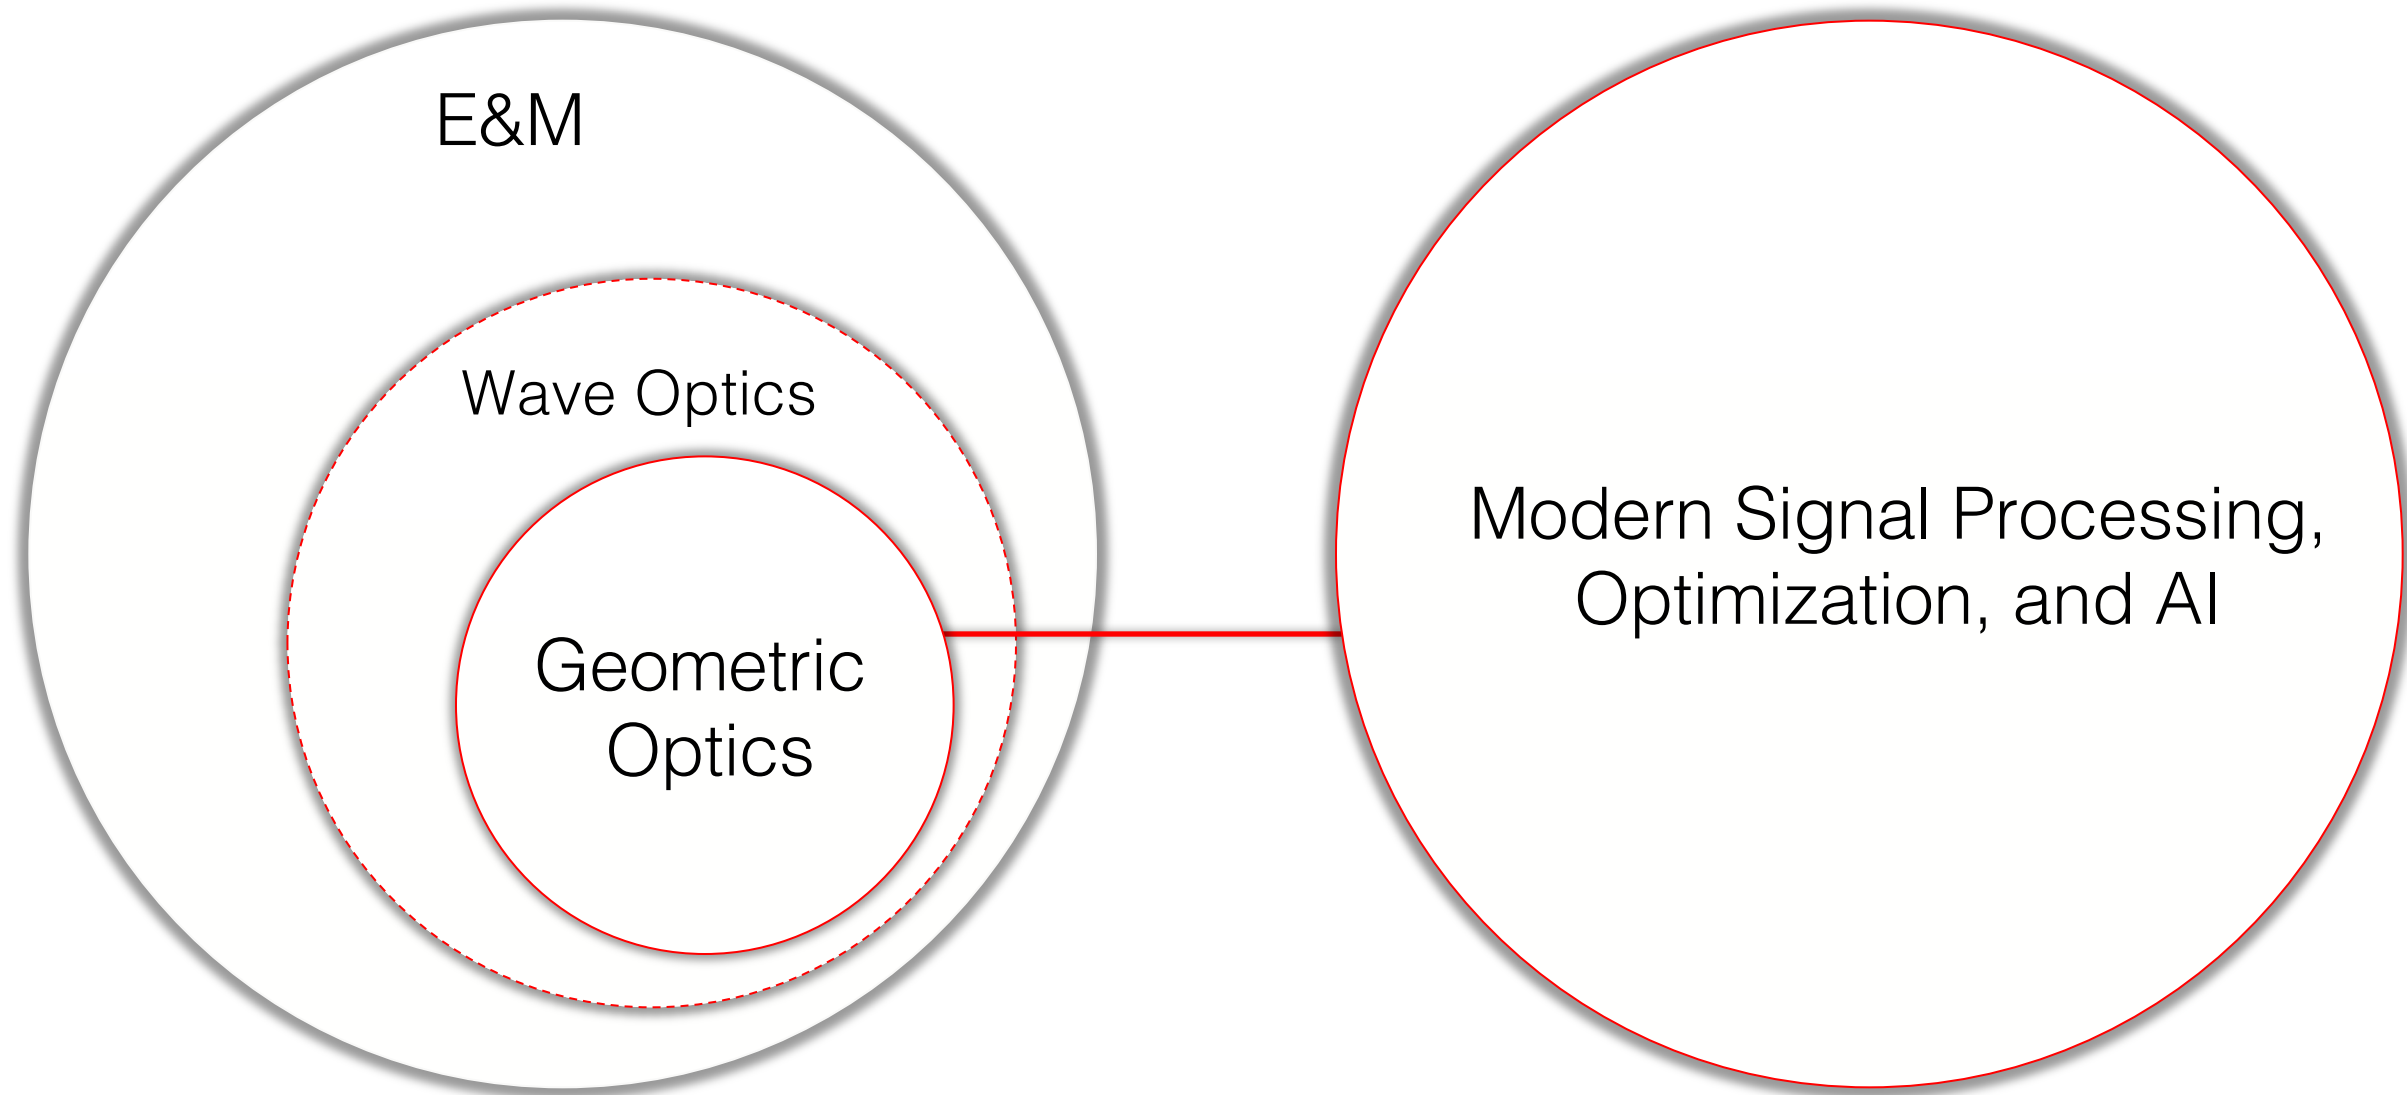 E&M
Wave Optics
Geometric
Optics
Modern Signal Processing,
Optimization, and AI